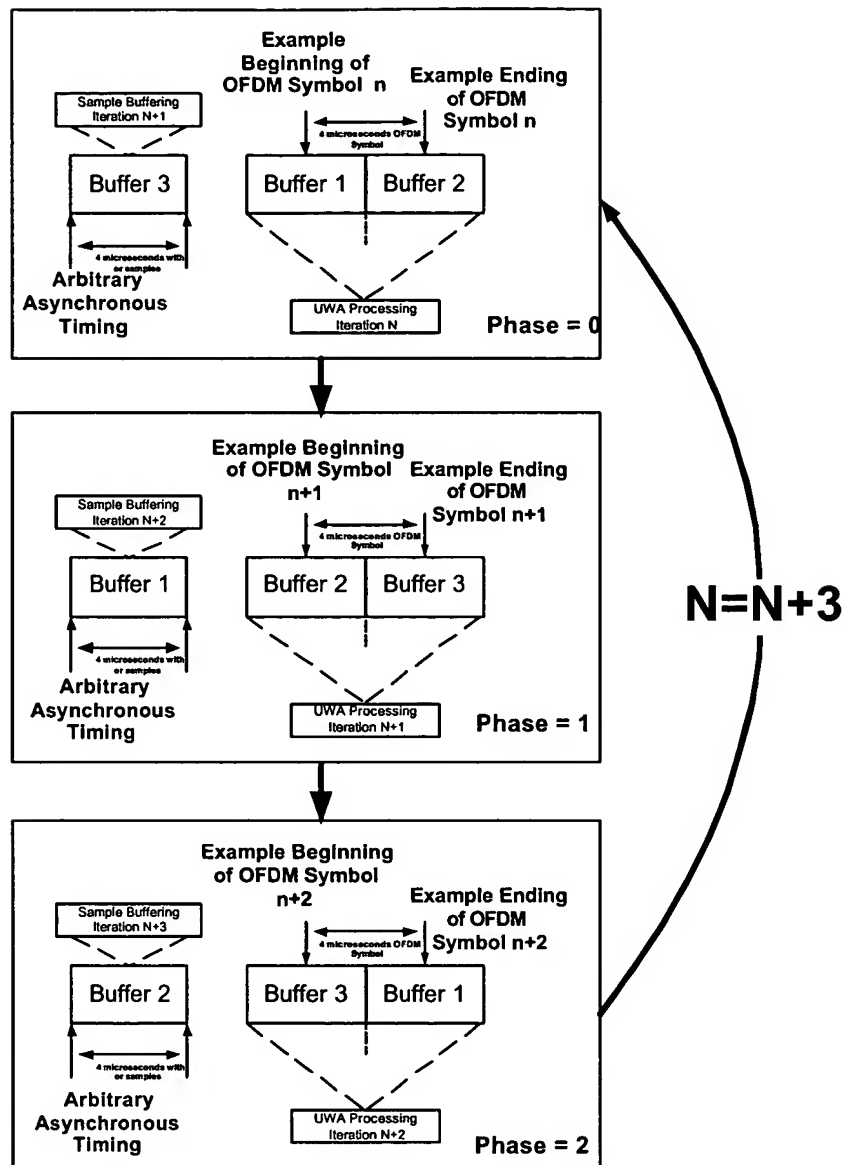 Example
Beginning of
OFDM Symbol n
Example Ending
of OFDM
Symbol n
Sample Buffering
Iteration N+1
4 microseconds OFDM
Symbol
Buffer 3
Buffer 1
Buffer 2
4 microseconds with
or samples
Arbitrary
Asynchronous
Timing
UWA Processing
Iteration N
Phase = 0
Example Beginning
of OFDM Symbol
n+1
Example Ending
of OFDM
Symbol n+1
Sample Buffering
Iteration N+2
4 microseconds OFDM
Symbol
Buffer 1
Buffer 2
Buffer 3
4 microseconds with
or samples
Arbitrary
Asynchronous
Timing
UWA Processing
Iteration N+1
Phase = 1
N=N+3
Example Beginning
of OFDM Symbol
n+2
Example Ending
of OFDM
Symbol n+2
Sample Buffering
Iteration N+3
4 microseconds OFDM
Symbol
Buffer 2
Buffer 3
Buffer 1
4 microseconds with
or samples
Arbitrary
Asynchronous
Timing
UWA Processing
Iteration N+2
Phase = 2